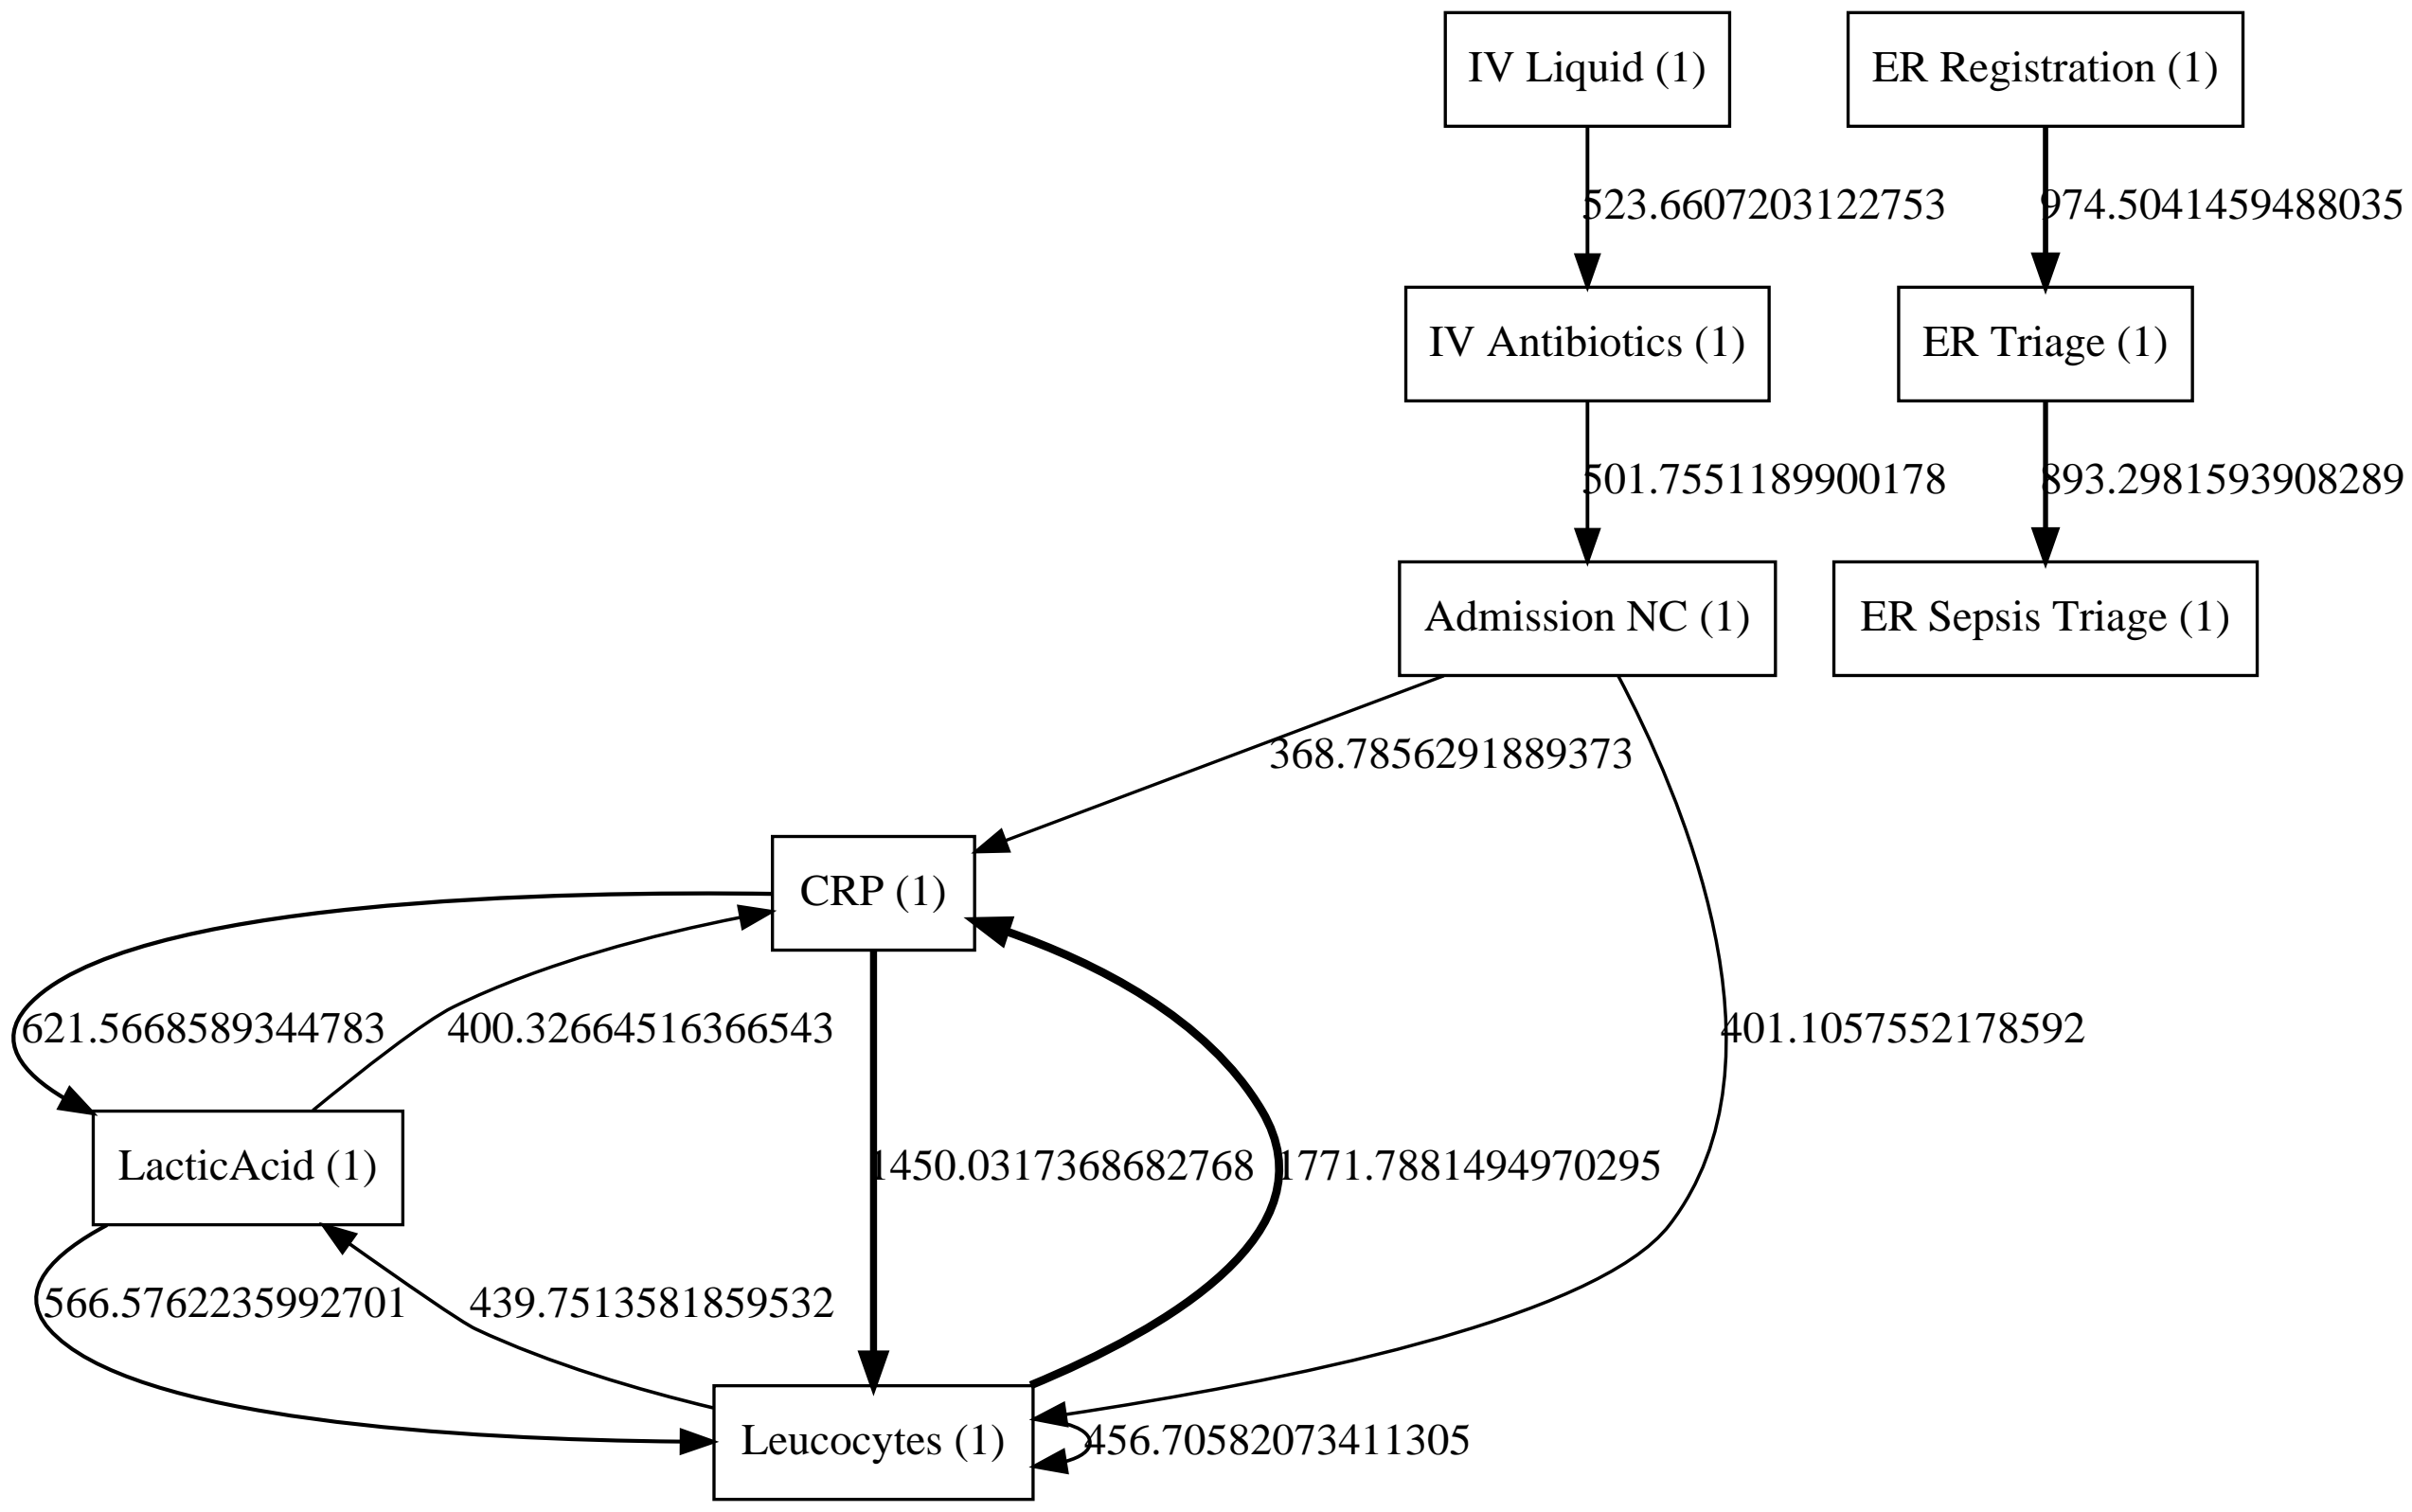 IV Liquid (1)
ER Registration (1)
523.6607203122753
974.5041459488035
IV Antibiotics (1)
ER Triage (1)
501.7551189900178
893.2981593908289
Admission NC (1)
ER Sepsis Triage (1)
368.7856291889373
CRP (1)
621.5668589344783
400.32664516366543
401.1057552178592
LacticAcid (1)
1450.0317368682768
1771.7881494970295
566.5762235992701
439.7513581859532
Leucocytes (1)
456.70582073411305